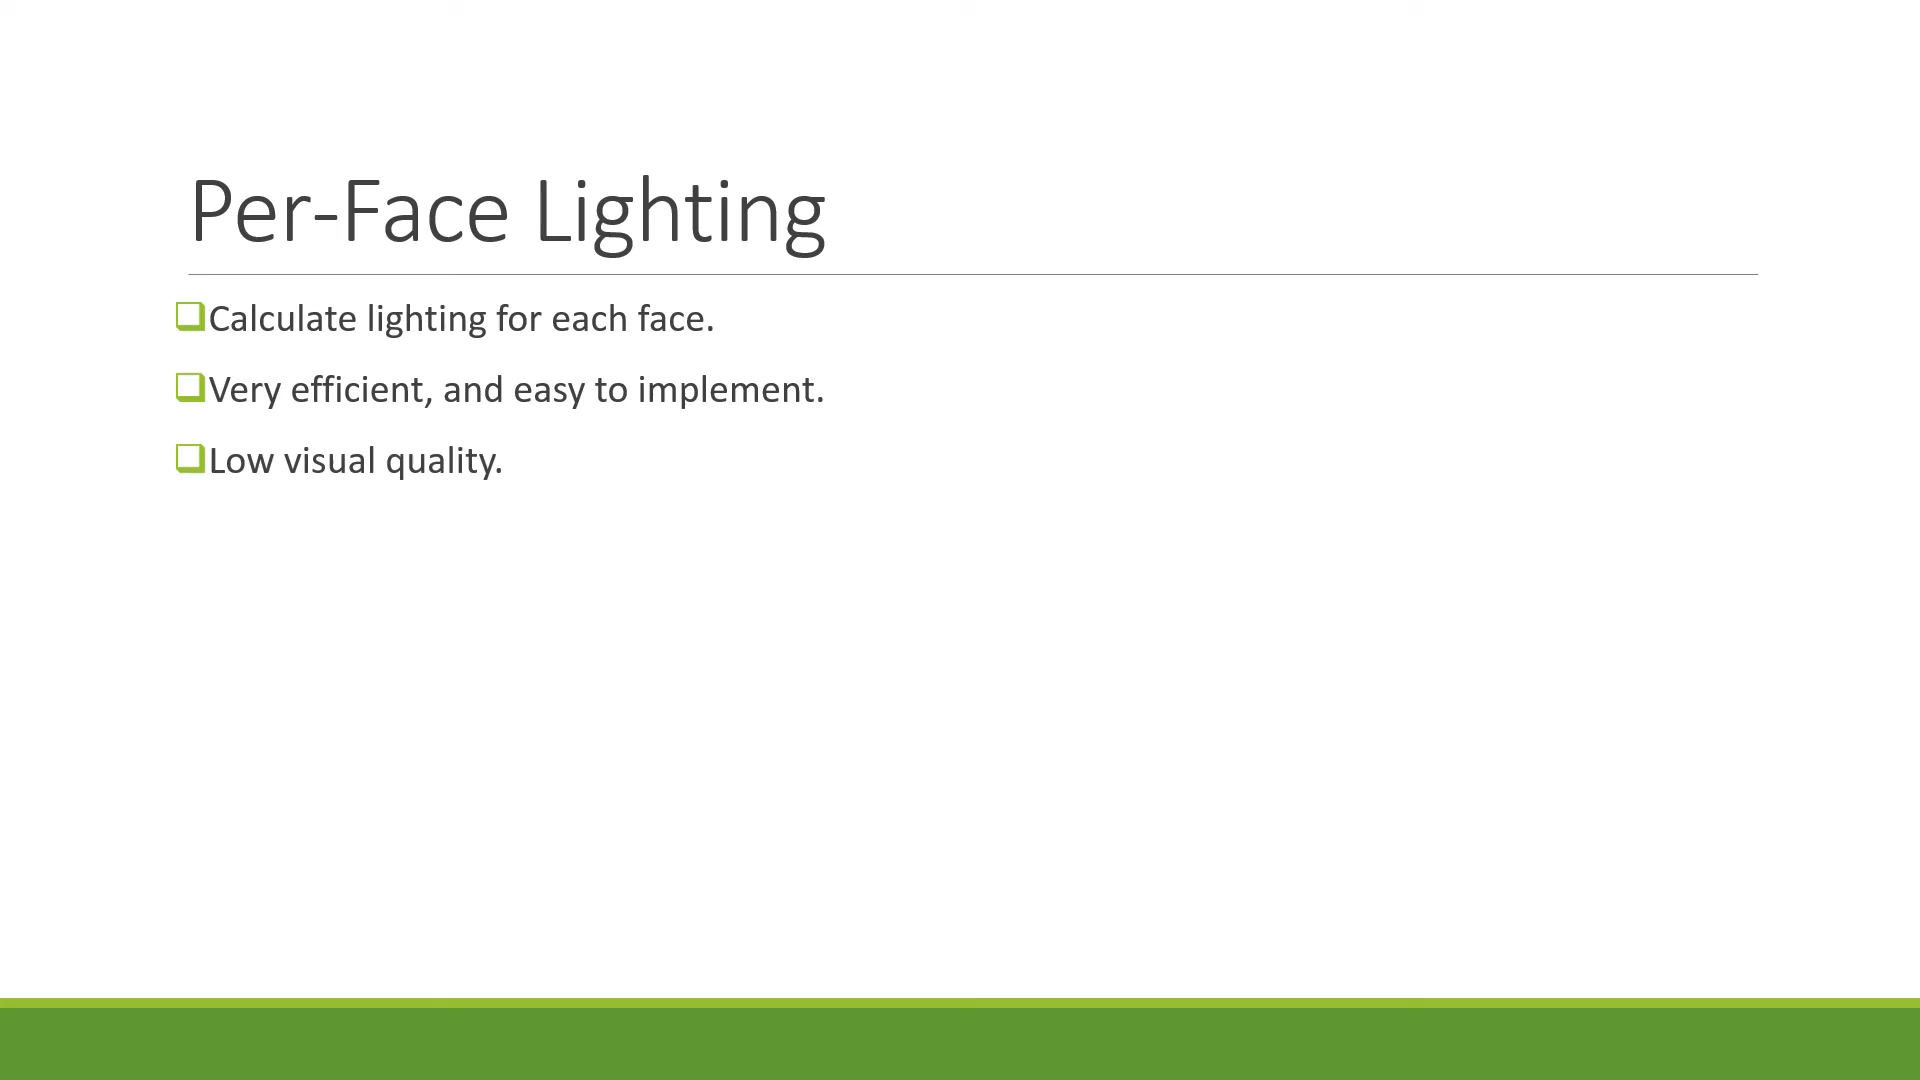 Per-Face Lighting
Calculate lighting for each face.
Very efficient, and easy to implement.
Low visual quality.